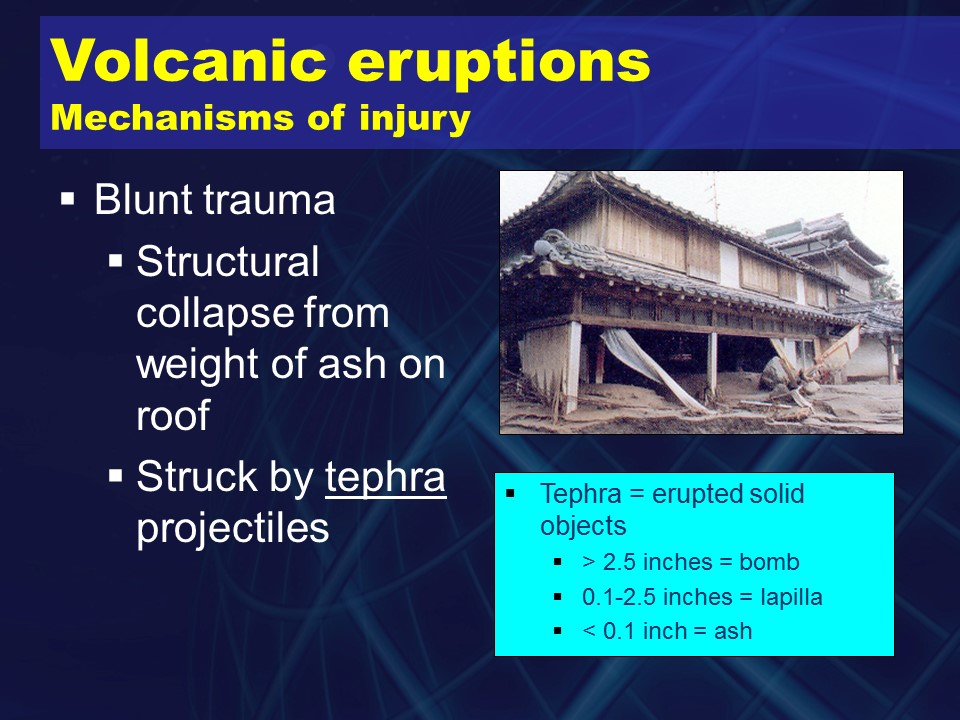 Volcanic eruptions
Mechanisms of injury
▪ Blunt trauma
▪ Structural
collapse from
weight of ash on
roof
▪ Struck by tephra
projectiles
▪ Tephra = erupted solid
objects
▪ > 2.5 inches = bomb
▪ 0.1-2.5 inches = lapilla
▪ < 0.1 inch = ash